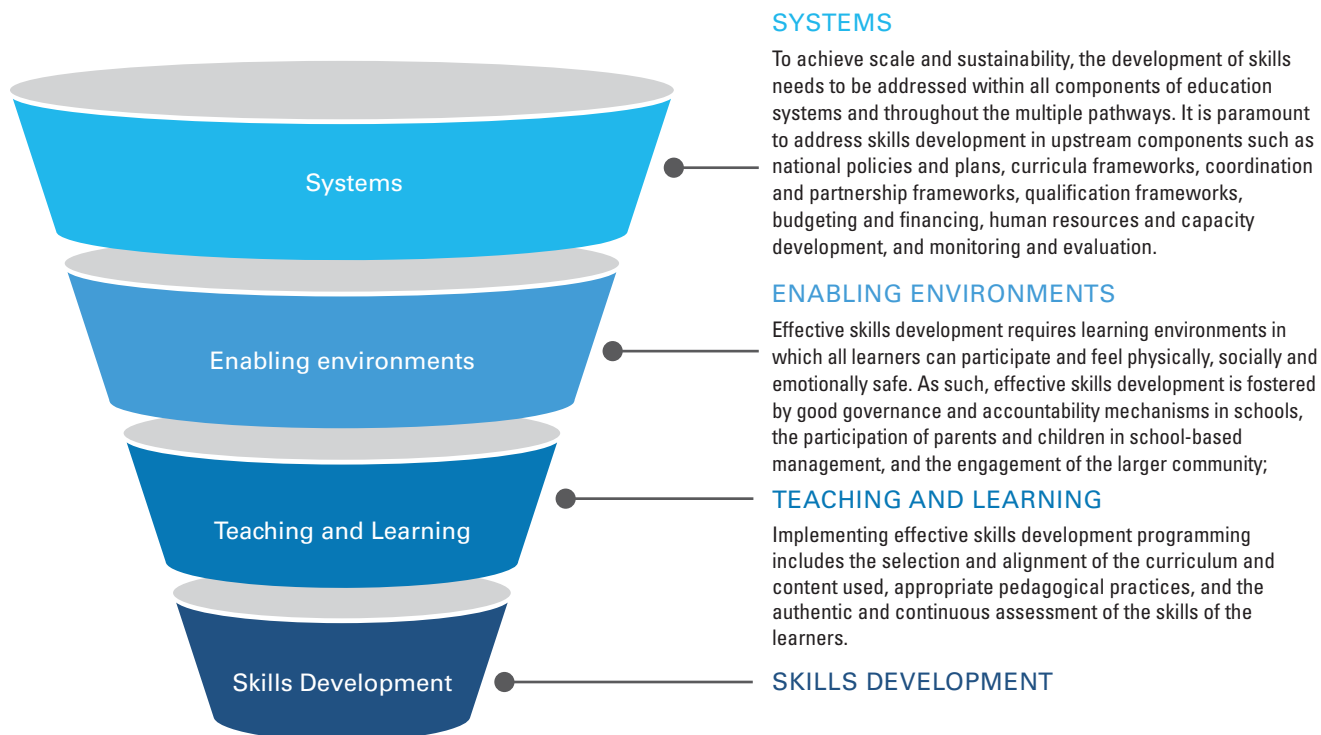 SYSTEMS
To achieve scale and sustainability, the development of skills
needs to be addressed within all components of education
systems and throughout the multiple pathways. It is paramount
to address skills development in upstream components such as
national policies and plans, curricula frameworks, coordination
and partnership frameworks, qualification frameworks,
budgeting and financing, human resources and capacity
development, and monitoring and evaluation.
Systems
ENABLING ENVIRONMENTS
Effective skills development requires learning environments in
which all learners can participate and feel physically, socially and
emotionally safe. As such, effective skills development is fostered
by good governance and accountability mechanisms in schools,
the participation of parents and children in school-based
management, and the engagement of the larger community;
Enabling environments
TEACHING AND LEARNING
Implementing effective skills development programming
includes the selection and alignment of the curriculum and
content used, appropriate pedagogical practices, and the
authentic and continuous assessment of the skills of the
learners.
Teaching and Learning
SKILLS DEVELOPMENT
Skills Development